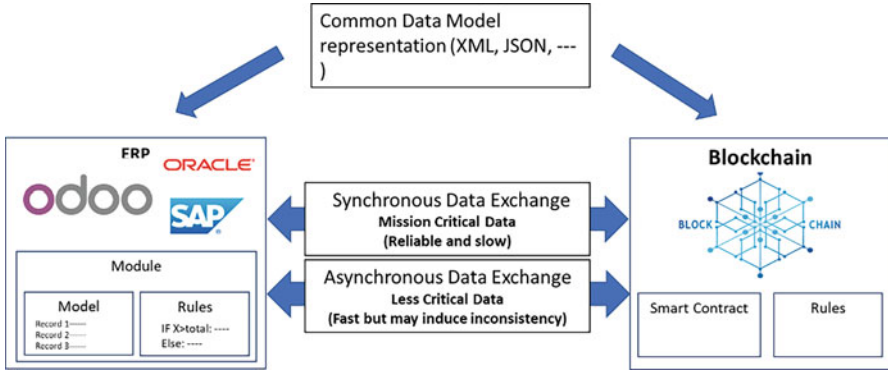 Common Data Model
representation (XML, JSON, ---
)
FRP
ORACLE
odoo
SAP
Module
Model
Record 1------
Record 2------
Record 3------
Rules
IF X>total: ----
Else: ----
Synchronous Data Exchange
Mission Critical Data
(Reliable and slow)
Asynchronous Data Exchange
Less Critical Data
(Fast but may induce inconsistency)
Blockchain
BLOCK CHAIN
Smart Contract
Rules